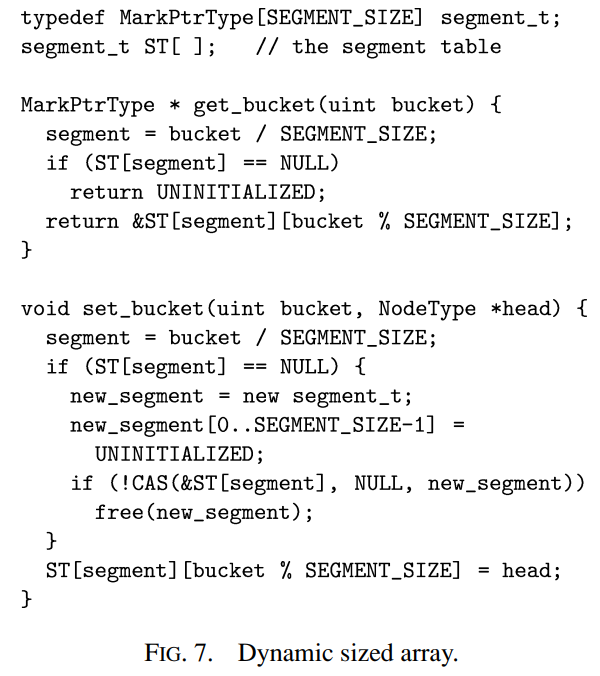 typedef MarkPtrType[SEGMENT_SIZE] segment_t;
segment_t ST[ ];   // the segment table

MarkPtrType * get_bucket(uint bucket) {
  segment = bucket / SEGMENT_SIZE;
  if (ST[segment] == NULL)
    return UNINITIALIZED;
  return &ST[segment][bucket % SEGMENT_SIZE];
}

void set_bucket(uint bucket, NodeType *head) {
  segment = bucket / SEGMENT_SIZE;
  if (ST[segment] == NULL) {
    new_segment = new segment_t;
    new_segment[0..SEGMENT_SIZE-1] =
      UNINITIALIZED;
    if (!CAS(&ST[segment], NULL, new_segment))
      free(new_segment);
  }
  ST[segment][bucket % SEGMENT_SIZE] = head;
}

FIG. 7. Dynamic sized array.